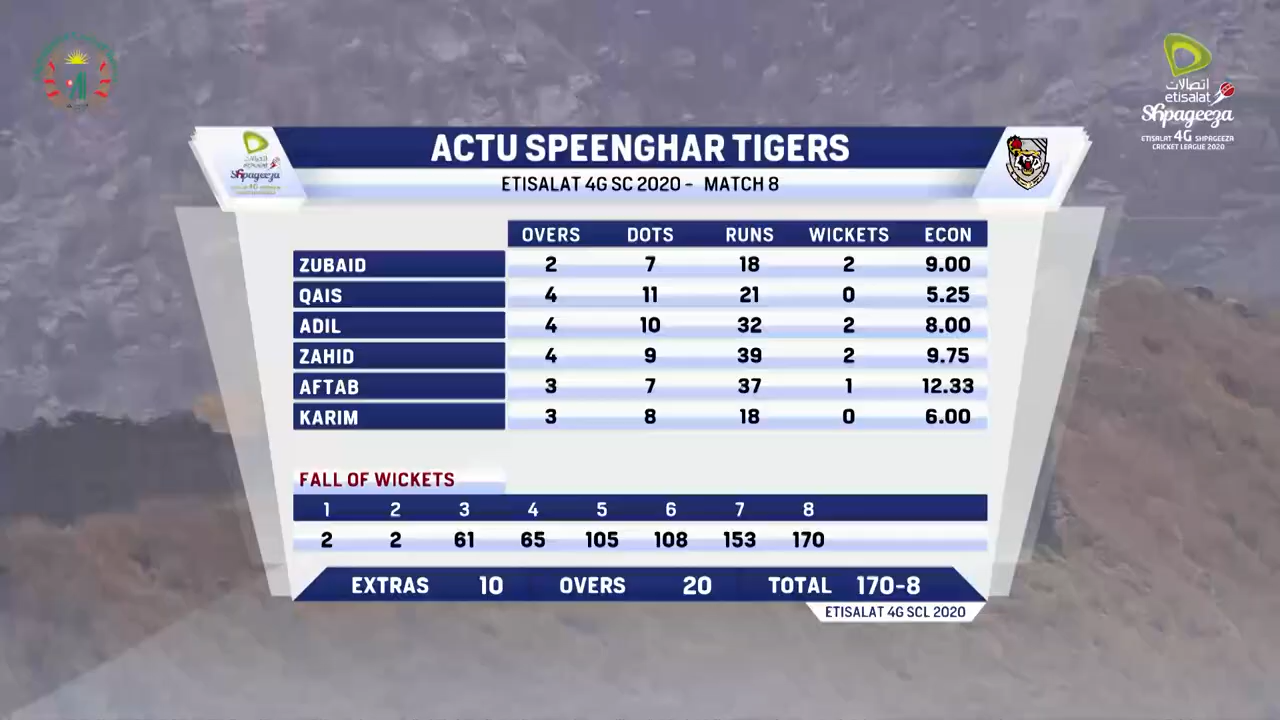 اتصالات
etisalat
Shpageeza
ETISALAT 4G SHPAGEEZA
CRICKET LEAGUE 2020
ACTU SPEENGHAR TIGERS
Shpageeza
ETISALAT 4G SC 2020 - MATCH 8
OVERS DOTS RUNS WICKETS ECON
ZUBAID 2 7 18 2 9.00
QAIS 4 11 21 0 5.25
ADIL 4 10 32 2 8.00
ZAHID 4 9 39 2 9.75
AFTAB 3 7 37 1 12.33
KARIM 3 8 18 0 6.00
FALL OF WICKETS
1 2 3 4 5 6 7 8
2 2 61 65 105 108 153 170
EXTRAS 10 OVERS 20 TOTAL 170-8
ETISALAT 4G SCL 2020